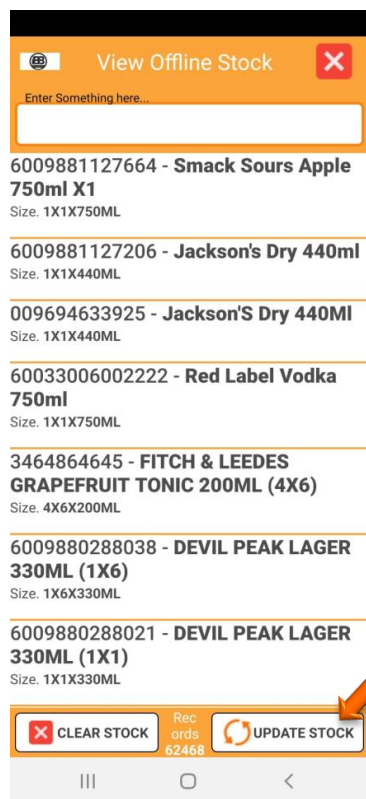 View Offline Stock
Enter Something here...
6009881127664 - Smack Sours Apple
750ml X1
Size. 1X1X750ML
6009881127206 - Jackson's Dry 440ml
Size. 1X1X440ML
009694633925 - Jackson'S Dry 440Ml
Size. 1X1X440ML
60033006002222 - Red Label Vodka
750ml
Size. 1X1X750ML
3464864645 - FITCH & LEEDES
GRAPEFRUIT TONIC 200ML (4X6)
Size. 4X6X200ML
6009880288038 - DEVIL PEAK LAGER
330ML (1X6)
Size. 1X6X330ML
6009880288021 - DEVIL PEAK LAGER
330ML (1X1)
Size. 1X1X330ML
CLEAR STOCK
Rec
ords
62468
UPDATE STOCK